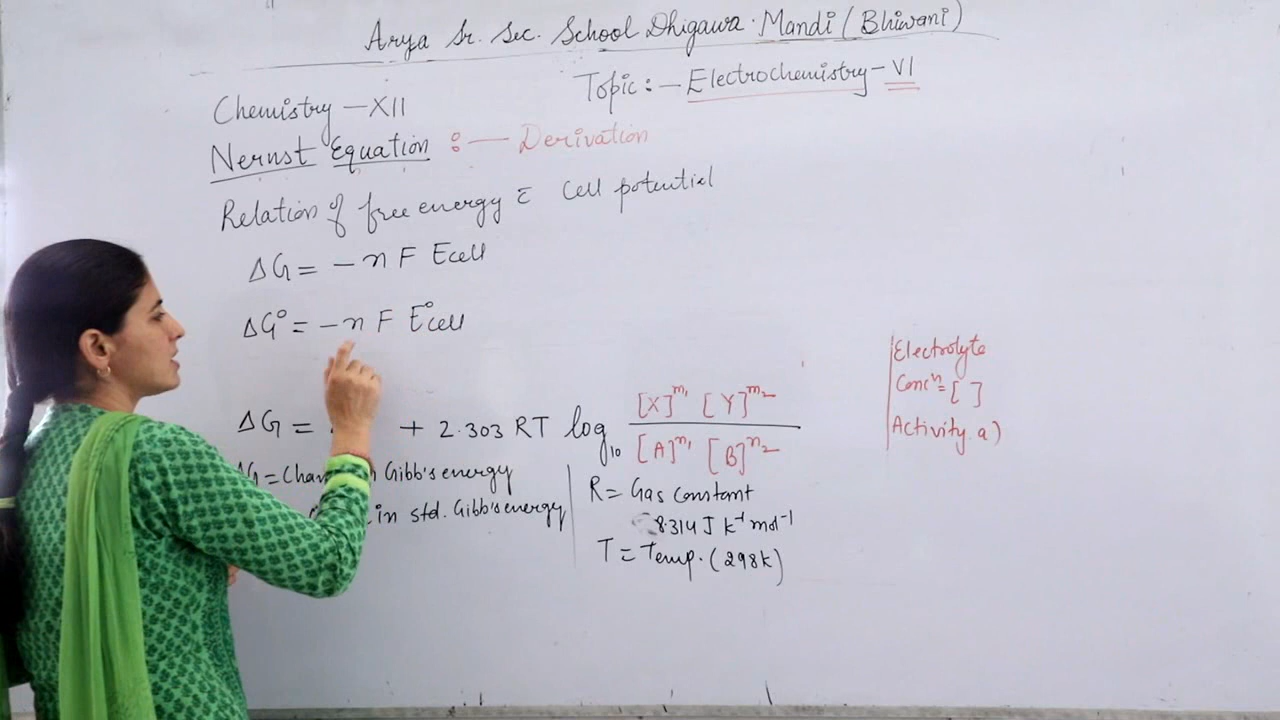 Arya Sr. Sec. School Dhigawa. Mandi (Bhiwani)
Topic:- Electrochemistry-VI
Chemistry-XII
Nernst Equation :- Derivation
Relation of free energy & Cell potential
ΔG = -n F Ecell
ΔG° = -n F E°cell
ΔG = + 2.303 RT log₁₀ [X]^m₁ [Y]^m₂ / [A]^n₁ [B]^n₂
ΔG = Gibb's energy
in std. Gibb's energy
R = Gas constant
8.314 J k⁻¹ mol⁻¹
T = Temp. (298k)
Electrolyte
Concⁿ = [ ]
Activity. a)